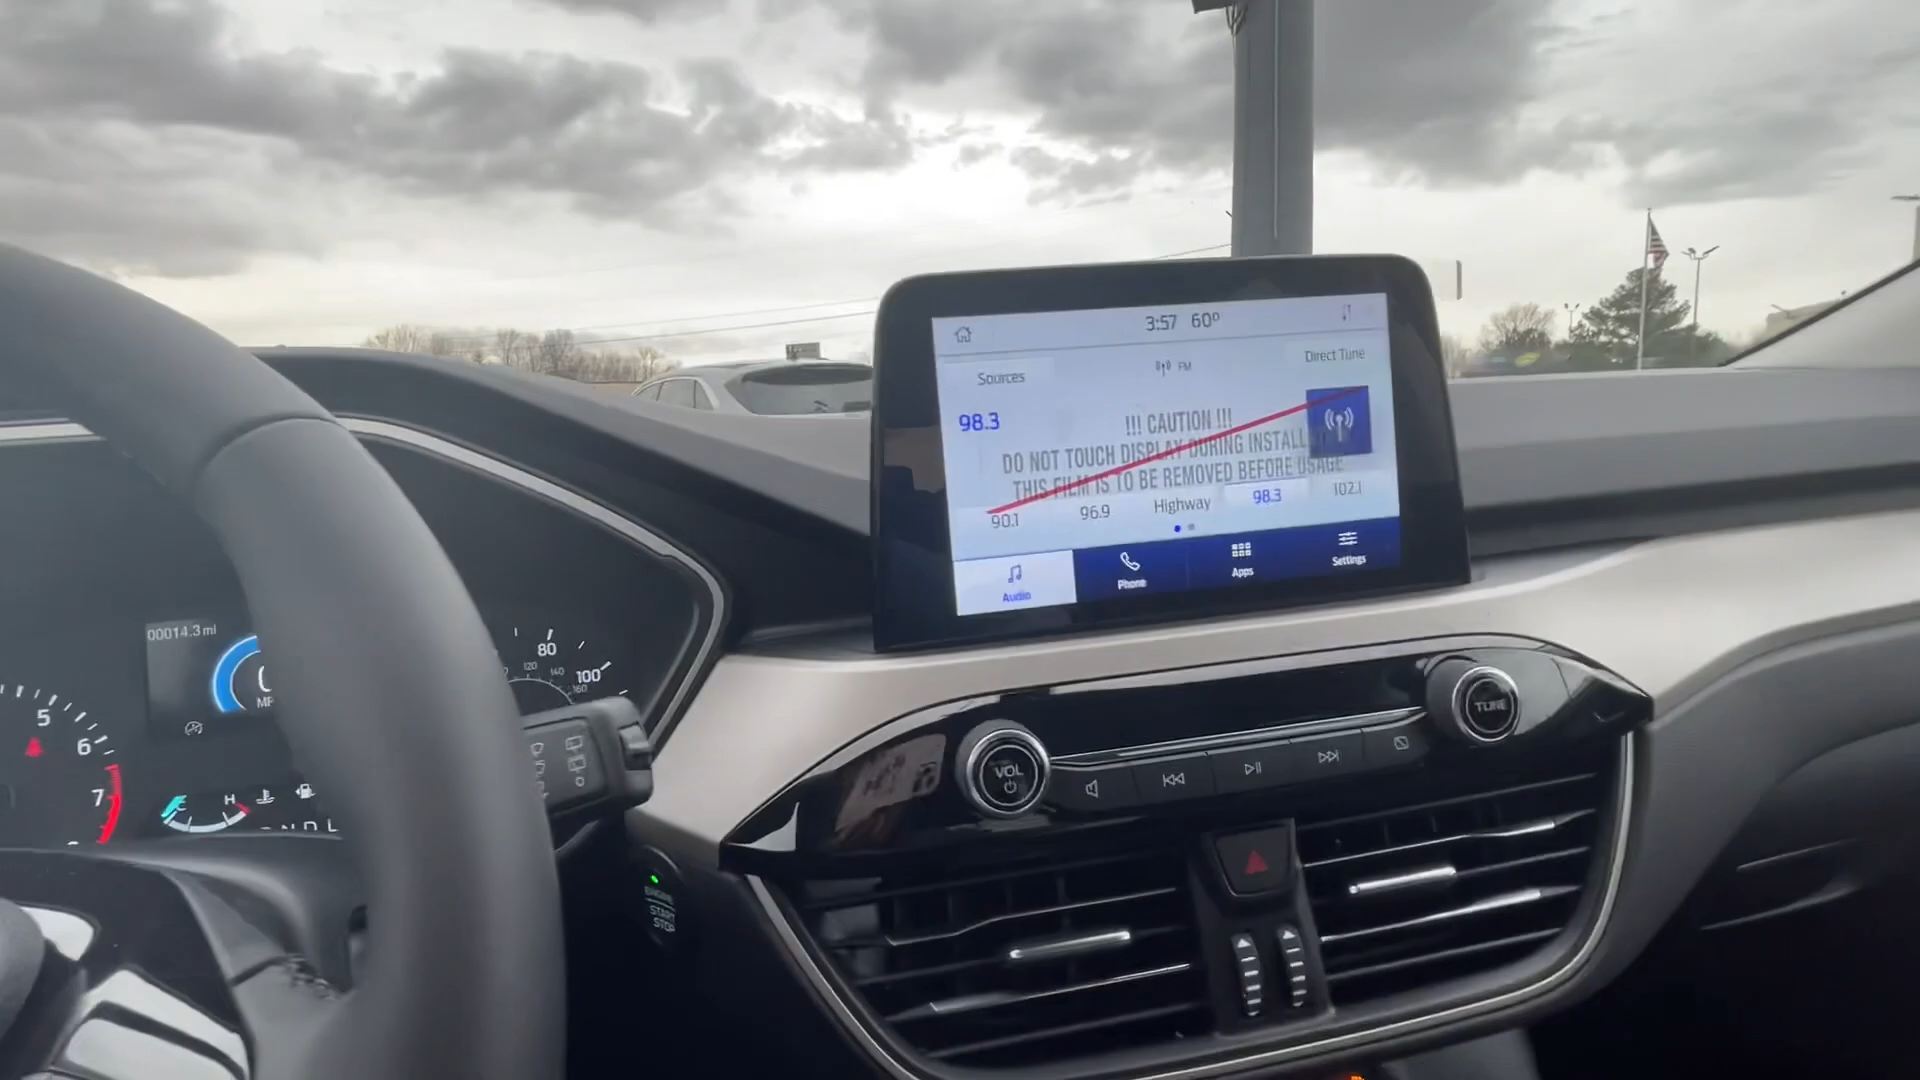 3:57 60°
Sources
FM
Direct Tune
98.3
!!! CAUTION !!!
DO NOT TOUCH DISPLAY DURING INSTALL
THIS FILM IS TO BE REMOVED BEFORE USAGE
90.1 96.9 Highway 98.3 102.1
Audio Phone Apps Settings
00014.3 mi
80
120 140
100
160
5
6
7
H
N D L
VOL
TUNE
ENGINE
START
STOP